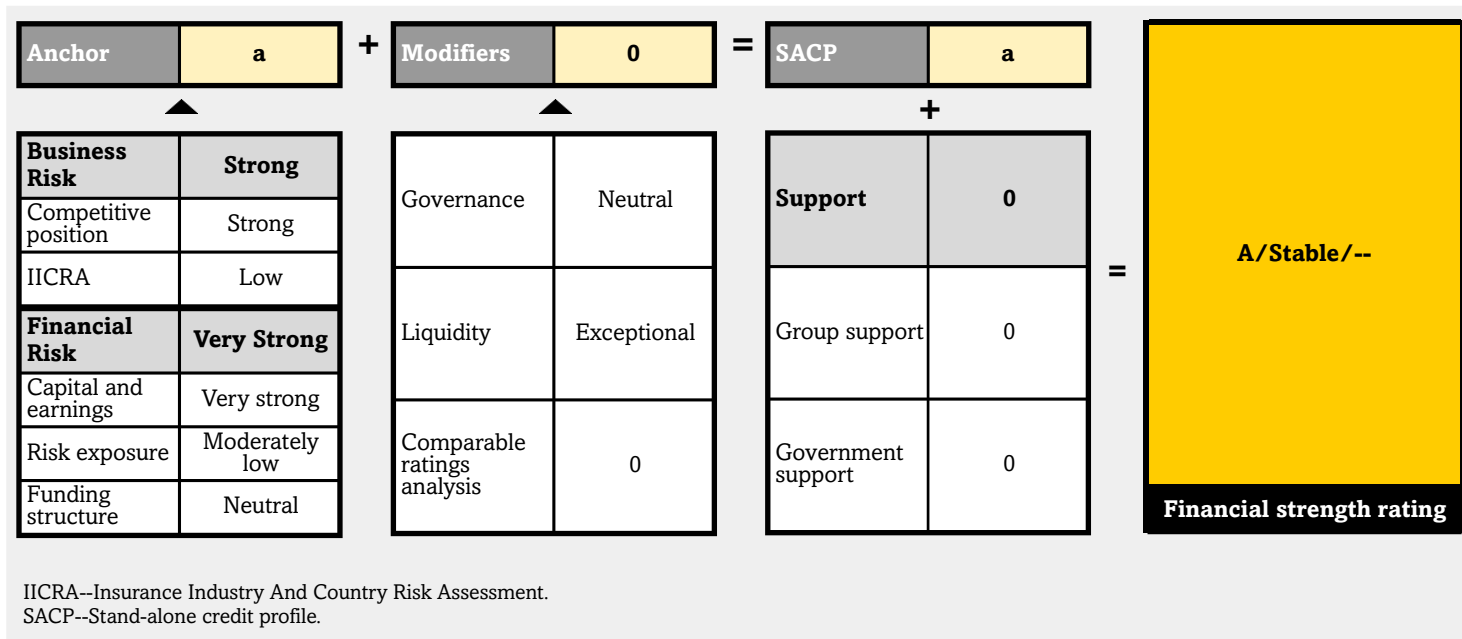 Anchor
a
+
Modifiers
0
=
SACP
a
+
Business
Risk
Strong
Competitive
position
Strong
IICRA
Low
Financial
Risk
Very Strong
Capital and
earnings
Very strong
Risk exposure
Moderately
low
Funding
structure
Neutral
Governance
Neutral
Liquidity
Exceptional
Comparable
ratings
analysis
0
Support
0
Group support
0
Government
support
0
=
A/Stable/--
Financial strength rating
IICRA--Insurance Industry And Country Risk Assessment.
SACP--Stand-alone credit profile.